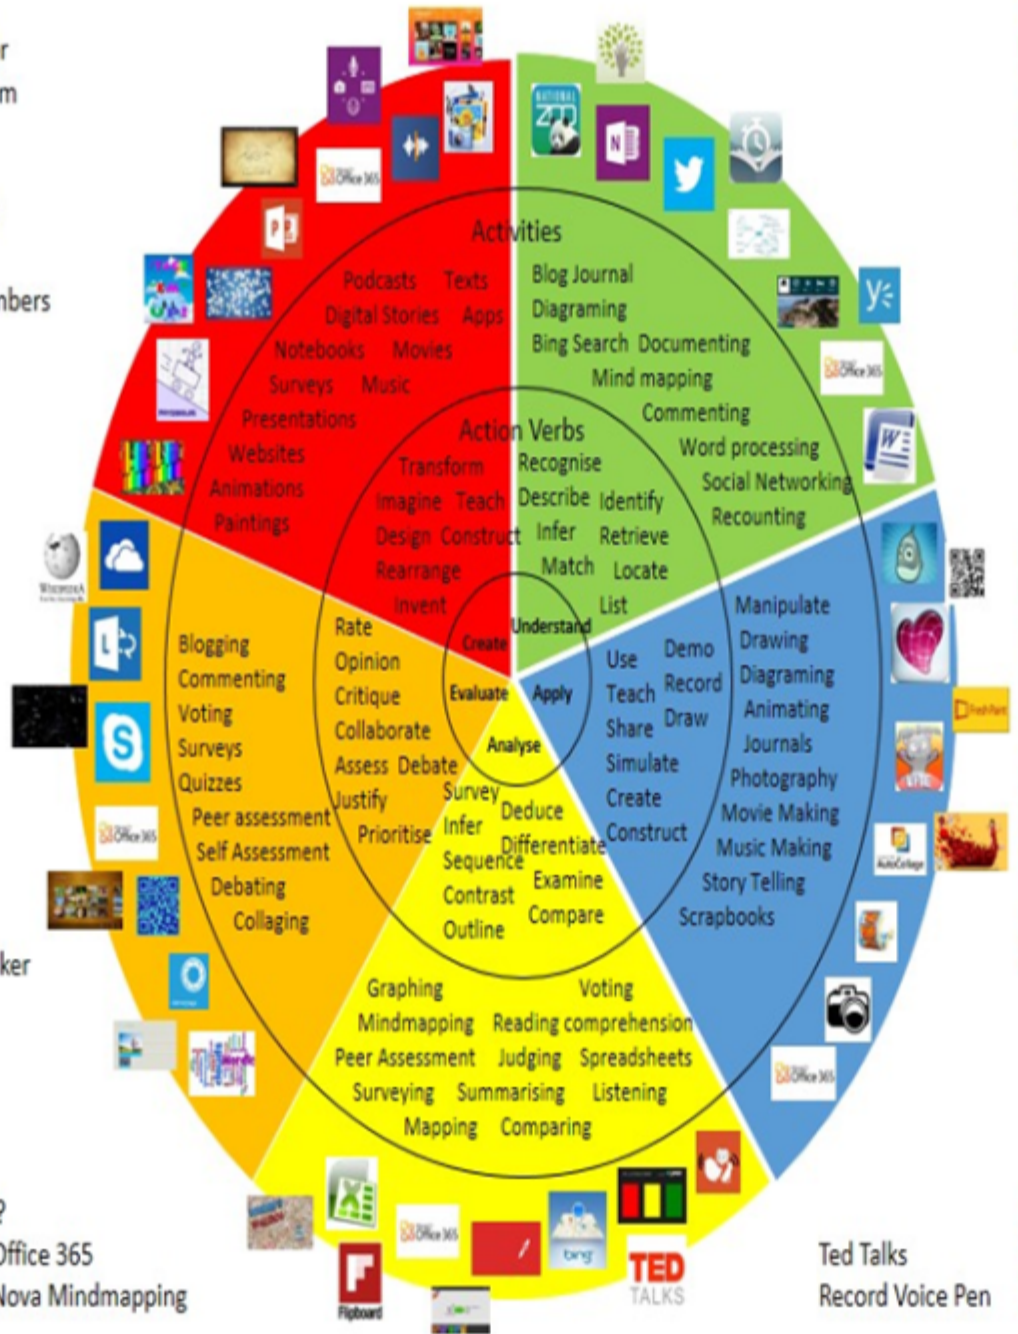 r
m
nbers
ker
?
Office 365
Nova Mindmapping
Ted Talks
Record Voice Pen
Activities
Podcasts Texts
Digital Stories Apps
Notebooks Movies
Surveys Music
Presentations
Websites
Animations
Paintings
Blog Journal
Diagraming
Bing Search Documenting
Mind mapping
Commenting
Word processing
Social Networking
Recounting
Action Verbs
Transform
Imagine Teach
Design Construct
Rearrange
Invent
Recognise
Describe Identify
Infer Retrieve
Match Locate
List
Create
Understand
Evaluate
Apply
Analyse
Rate
Opinion
Critique
Collaborate
Assess Debate
Justify
Prioritise
Blogging
Commenting
Voting
Surveys
Quizzes
Peer assessment
Self Assessment
Debating
Collaging
Use Demo
Teach Record
Share Draw
Simulate
Create
Construct
Manipulate
Drawing
Diagraming
Animating
Journals
Photography
Movie Making
Music Making
Story Telling
Scrapbooks
Survey Deduce
Infer Differentiate
Sequence
Contrast Examine
Outline Compare
Graphing Voting
Mindmapping Reading comprehension
Peer Assessment Judging Spreadsheets
Surveying Summarising Listening
Mapping Comparing
NATIONAL
ZOO
N
Office 365
P
Office 365
W
WIKIPEDIA
L
S
Office 365
FreshPaint
AutoCollage
Office 365
X
Office 365
bing
Flipboard
TED
TALKS